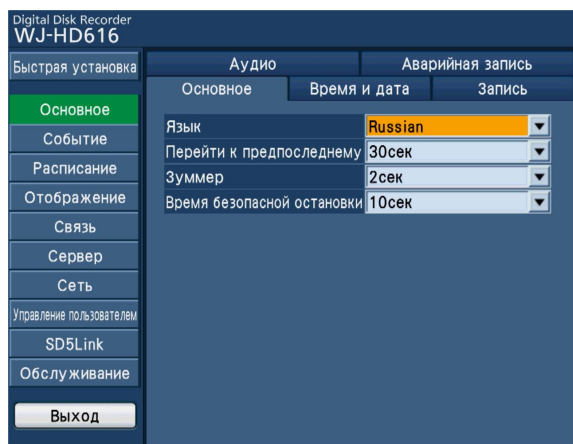 Digital Disk Recorder
WJ-HD616
Быстрая установка
Аудио
Аварийная запись
Основное
Время и дата
Запись
Основное
Событие
Расписание
Отображение
Связь
Сервер
Сеть
Управление пользователем
SD5Link
Обслуживание
Выход
Язык Russian
Перейти к предпоследнему 30сек
Зуммер 2сек
Время безопасной остановки 10сек